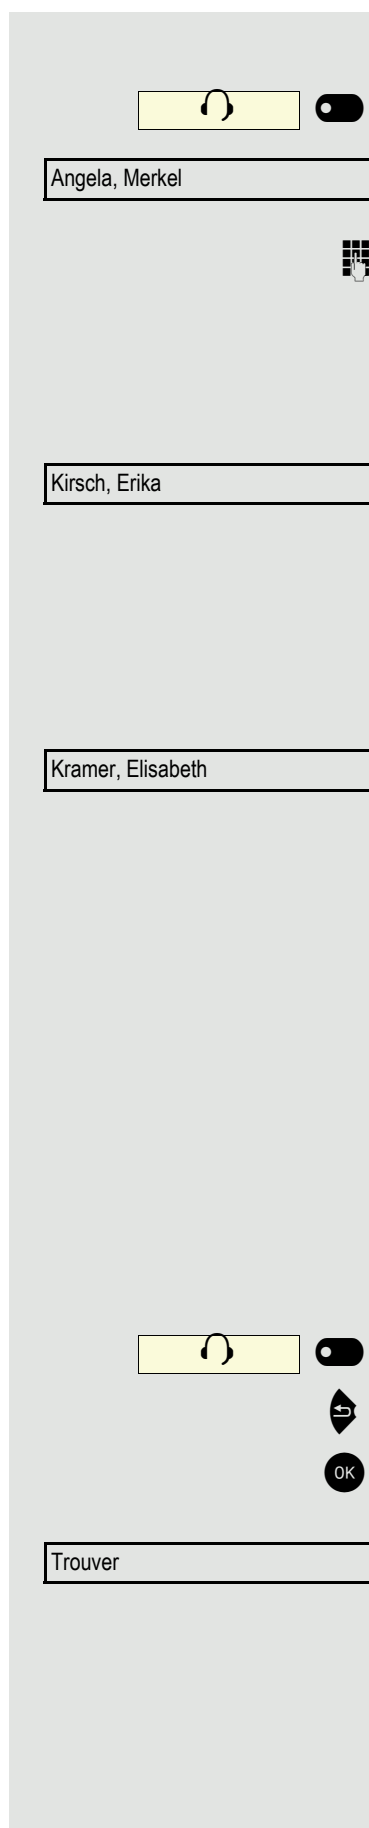 Angela, Merkel
Kirsch, Erika
Kramer, Elisabeth
OK
Trouver